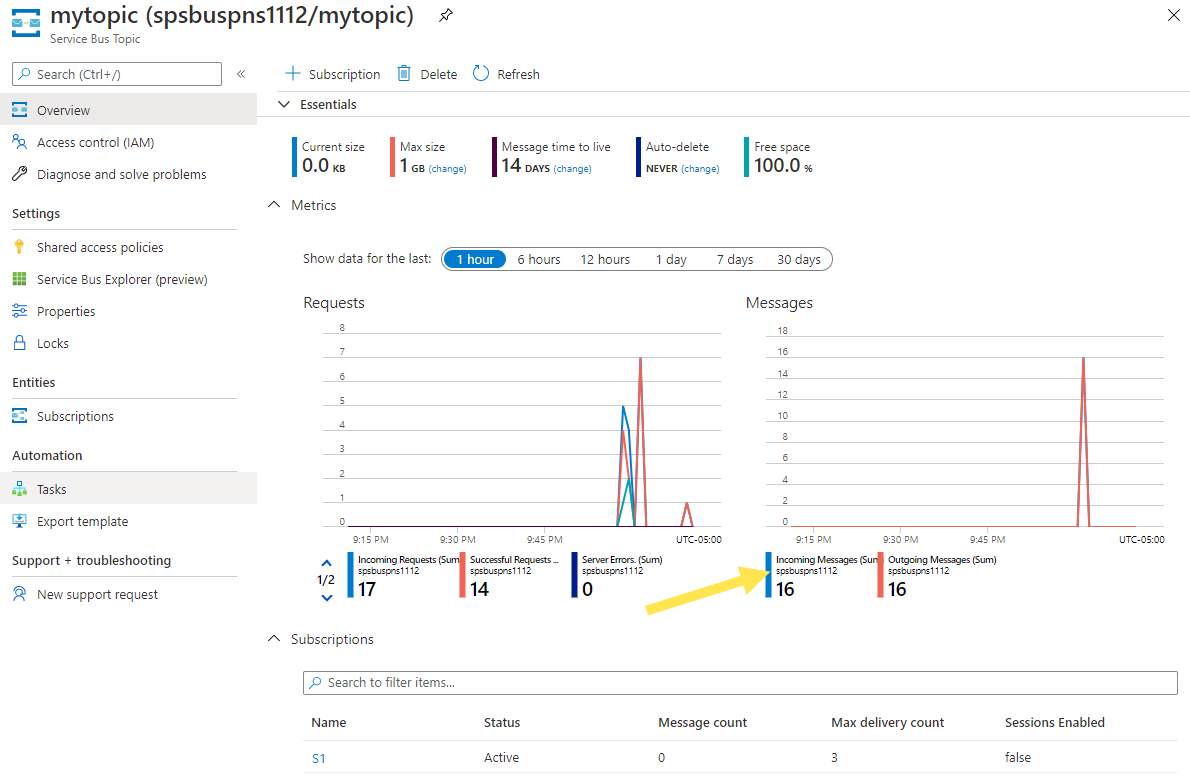 mytopic (spsbuspns1112/mytopic)
Service Bus Topic
Search (Ctrl+/)
«
Overview
Access control (IAM)
Diagnose and solve problems
Settings
Shared access policies
Service Bus Explorer (preview)
Properties
Locks
Entities
Subscriptions
Automation
Tasks
Export template
Support + troubleshooting
New support request
Subscription Delete Refresh
Essentials
Current size Max size Message time to live Auto-delete Free space
0.0 KB 1 GB (change) 14 DAYS (change) NEVER (change) 100.0 %
Metrics
Show data for the last: 1 hour 6 hours 12 hours 1 day 7 days 30 days
Requests
8
7
6
5
4
3
2
1
0
9:15 PM 9:30 PM 9:45 PM UTC-05:00
1/2
Incoming Requests (Sum)
spsbuspns1112
17
Successful Requests ...
spsbuspns1112
14
Server Errors. (Sum)
spsbuspns1112
0
Messages
18
16
14
12
10
8
6
4
2
0
9:15 PM 9:30 PM 9:45 PM UTC-05:00
Incoming Messages (Sum)
spsbuspns1112
16
Outgoing Messages (Sum)
spsbuspns1112
16
Subscriptions
Search to filter items...
Name Status Message count Max delivery count Sessions Enabled
S1 Active 0 3 false